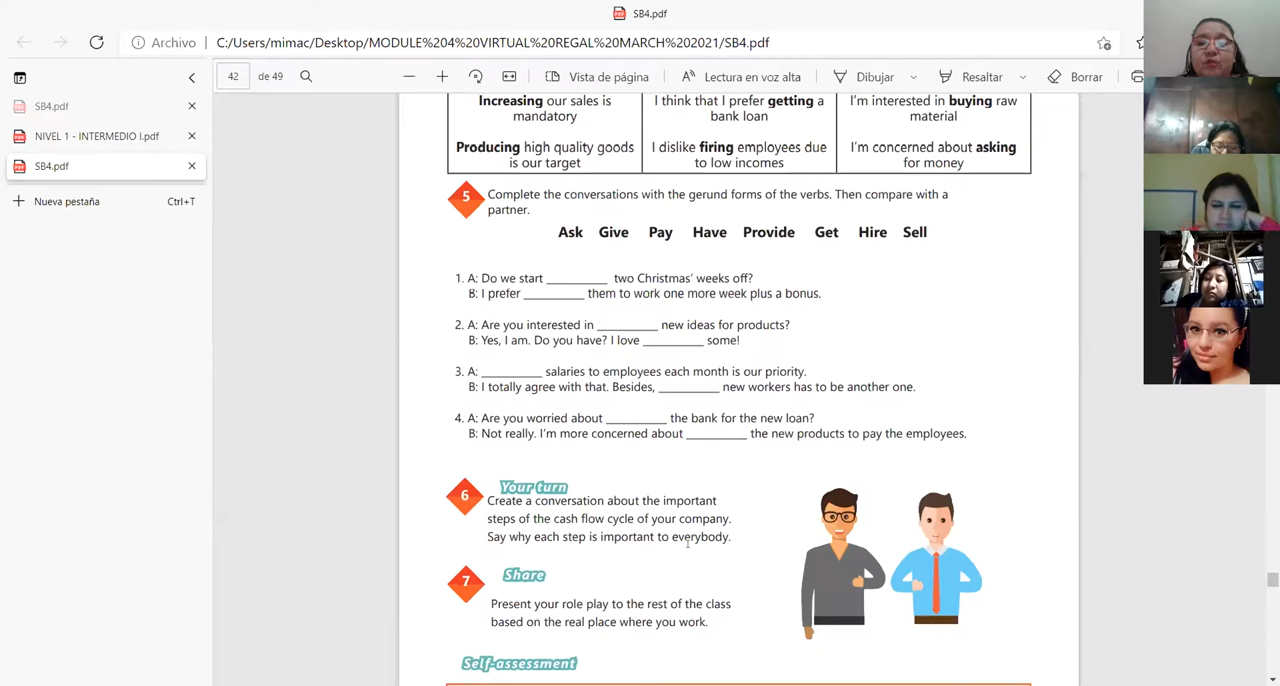 SB4.pdf
Archivo C:/Users/mimac/Desktop/MODULE%204%20VIRTUAL%20REGAL%20MARCH%202021/SB4.pdf
42 de 49 Vista de página Lectura en voz alta Dibujar Resaltar Borrar
SB4.pdf
NIVEL 1 - INTERMEDIO I.pdf
SB4.pdf
Nueva pestaña Ctrl+T
Increasing our sales is mandatory
I think that I prefer getting a bank loan
I'm interested in buying raw material
Producing high quality goods is our target
I dislike firing employees due to low incomes
I'm concerned about asking for money
5 Complete the conversations with the gerund forms of the verbs. Then compare with a
partner.
Ask Give Pay Have Provide Get Hire Sell
1. A: Do we start __________ two Christmas' weeks off?
B: I prefer __________ them to work one more week plus a bonus.
2. A: Are you interested in __________ new ideas for products?
B: Yes, I am. Do you have? I love __________ some!
3. A: __________ salaries to employees each month is our priority.
B: I totally agree with that. Besides, __________ new workers has to be another one.
4. A: Are you worried about __________ the bank for the new loan?
B: Not really. I'm more concerned about __________ the new products to pay the employees.
6 Your turn
Create a conversation about the important
steps of the cash flow cycle of your company.
Say why each step is important to everybody.
7 Share
Present your role play to the rest of the class
based on the real place where you work.
Self-assessment